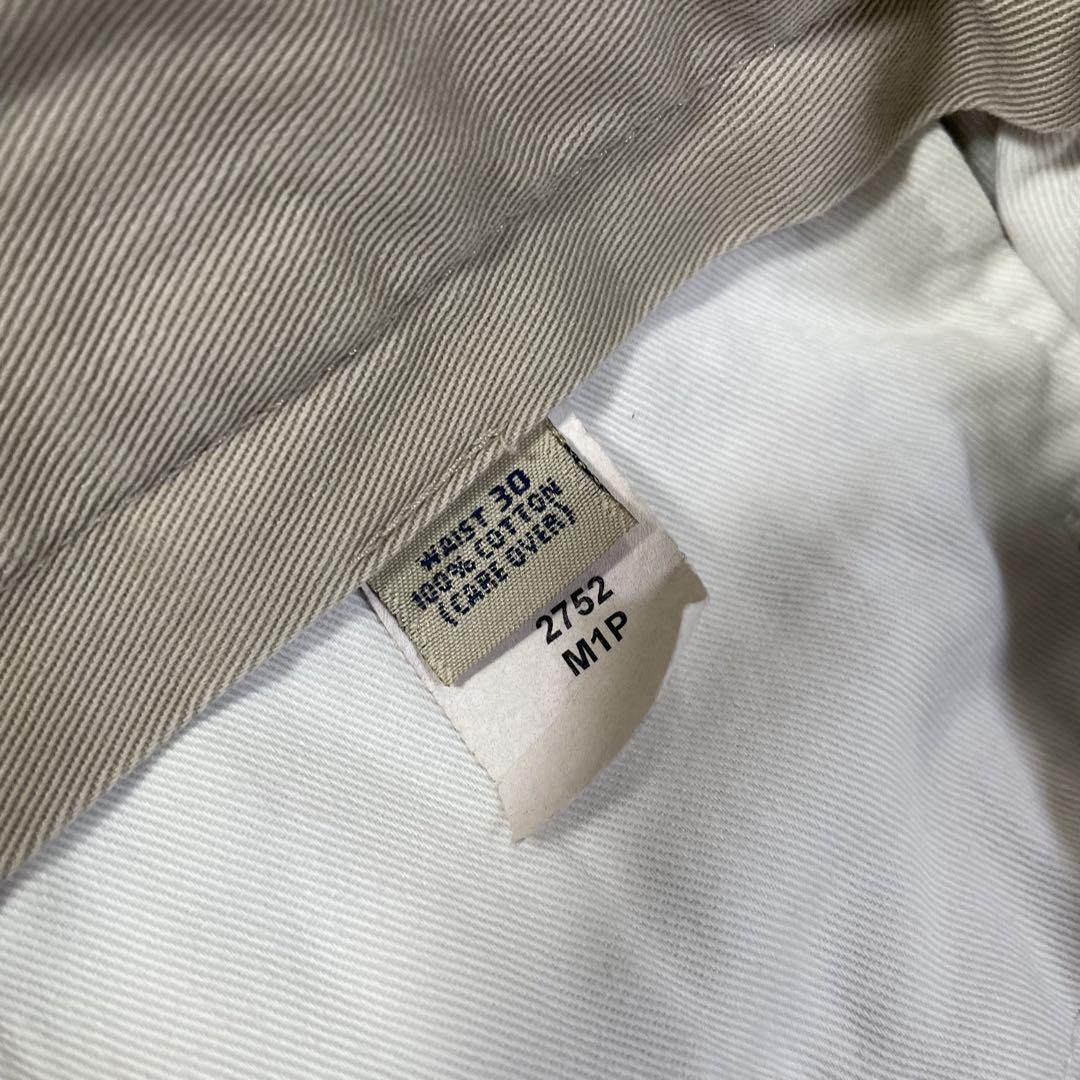 WAIST 30
100% COTTON
(CARE OVER)
2752
M1P